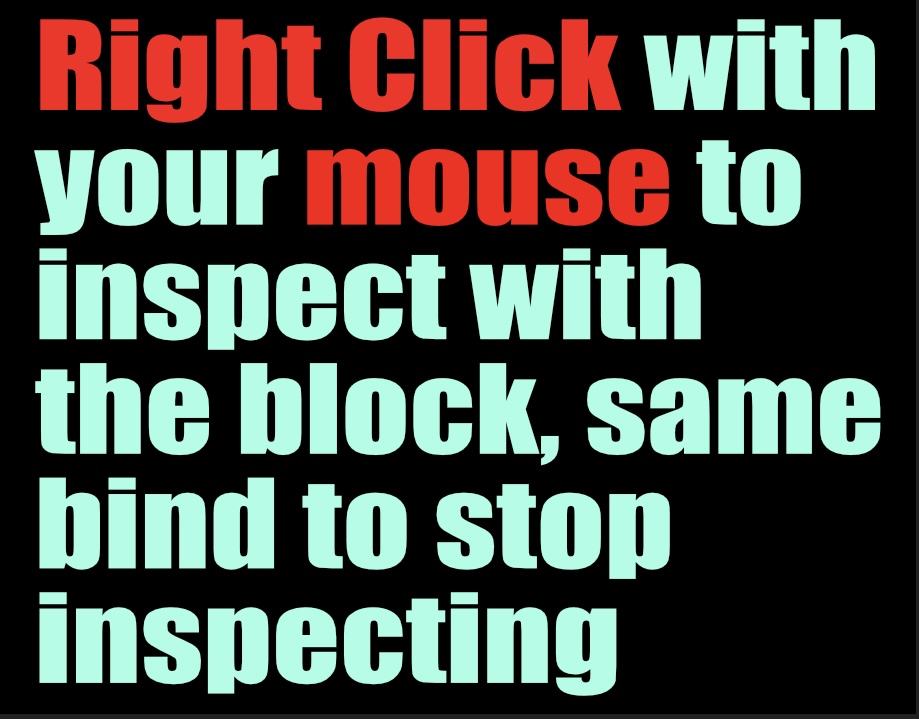 Right Click with
your mouse to
inspect with
the block, same
bind to stop
inspecting